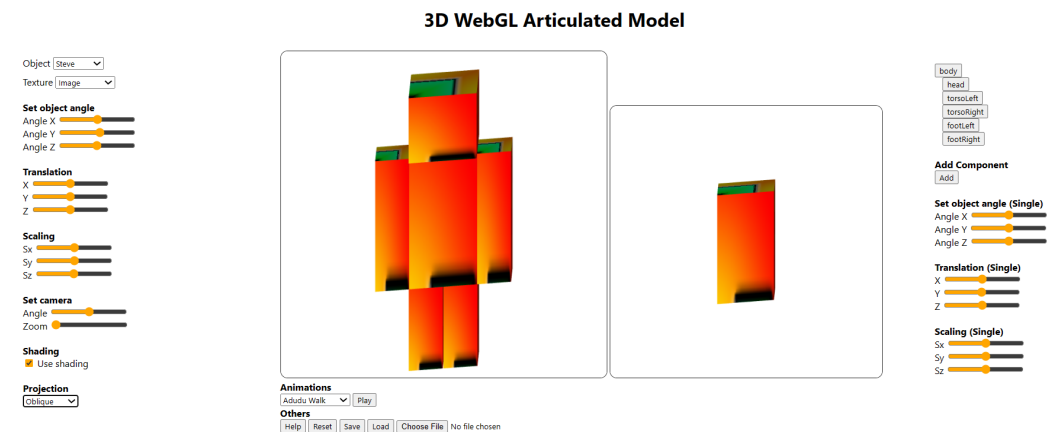 3D WebGL Articulated Model
Object Steve
Texture Image
Set object angle
Angle X
Angle Y
Angle Z
Translation
X
Y
Z
Scaling
Sx
Sy
Sz
Set camera
Angle
Zoom
Shading
Use shading
Projection
Oblique
Animations
Adudu Walk Play
Others
Help Reset Save Load Choose File No file chosen
body
head
torsoLeft
torsoRight
footLeft
footRight
Add Component
Add
Set object angle (Single)
Angle X
Angle Y
Angle Z
Translation (Single)
X
Y
Z
Scaling (Single)
Sx
Sy
Sz